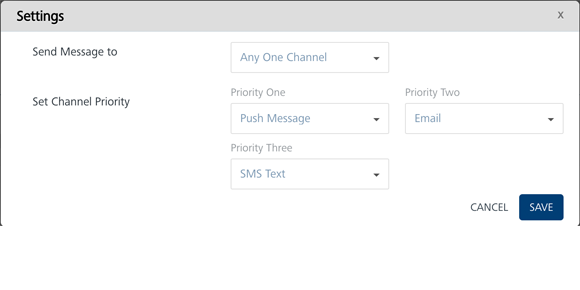 Settings
x
Send Message to
Any One Channel
Set Channel Priority
Priority One
Priority Two
Push Message
Email
Priority Three
SMS Text
CANCEL
SAVE